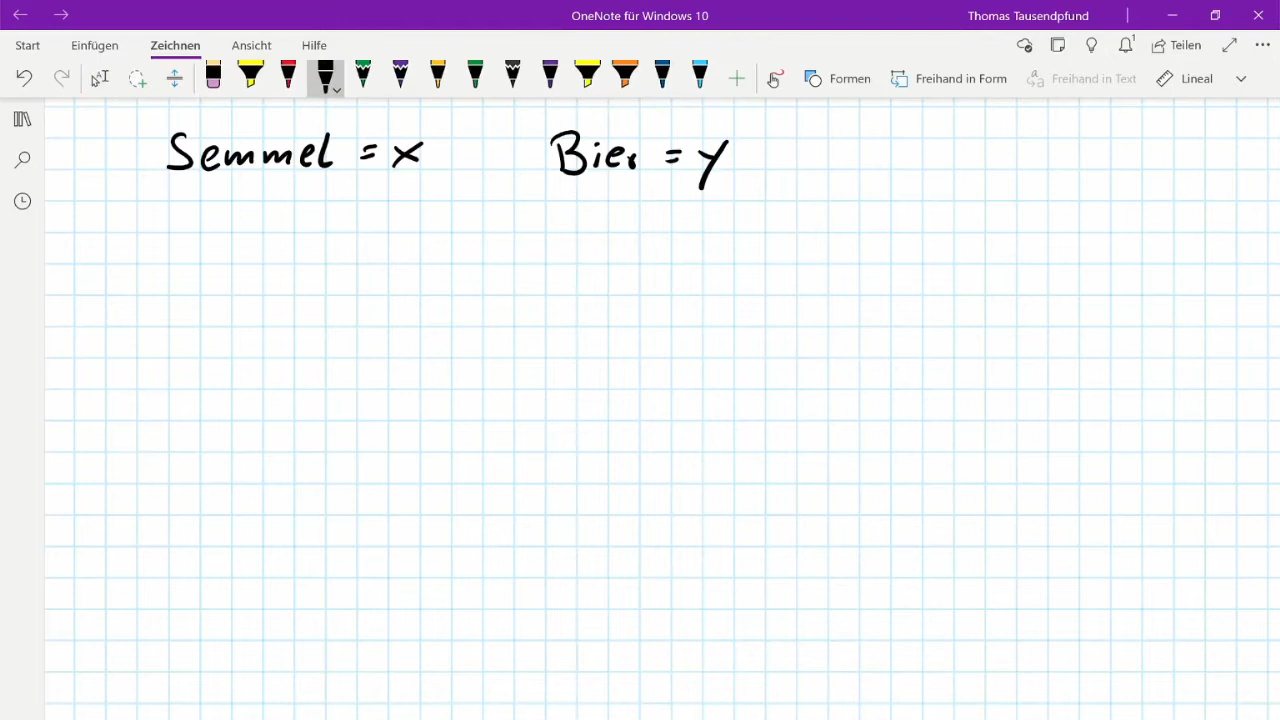 OneNote für Windows 10
Thomas Tausendpfund
Start Einfügen Zeichnen Ansicht Hilfe
1 Teilen
Formen Freihand in Form Freihand in Text Lineal
Semmel = x Bier = y